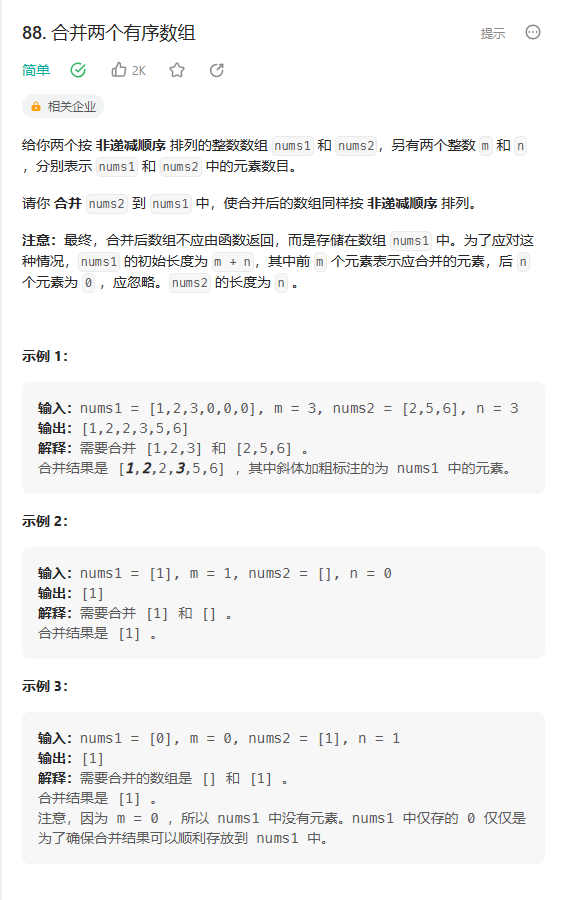 88. 合并两个有序数组
提示
简单
2K
相关企业
给你两个按 非递减顺序 排列的整数数组 nums1 和 nums2，另有两个整数 m 和 n
，分别表示 nums1 和 nums2 中的元素数目。
请你 合并 nums2 到 nums1 中，使合并后的数组同样按 非递减顺序 排列。
注意：最终，合并后数组不应由函数返回，而是存储在数组 nums1 中。为了应对这
种情况，nums1 的初始长度为 m + n，其中前 m 个元素表示应合并的元素，后 n
个元素为 0 ，应忽略。nums2 的长度为 n 。
示例 1：
输入：nums1 = [1,2,3,0,0,0], m = 3, nums2 = [2,5,6], n = 3
输出：[1,2,2,3,5,6]
解释：需要合并 [1,2,3] 和 [2,5,6] 。
合并结果是 [1,2,2,3,5,6] ，其中斜体加粗标注的为 nums1 中的元素。
示例 2：
输入：nums1 = [1], m = 1, nums2 = [], n = 0
输出：[1]
解释：需要合并 [1] 和 [] 。
合并结果是 [1] 。
示例 3：
输入：nums1 = [0], m = 0, nums2 = [1], n = 1
输出：[1]
解释：需要合并的数组是 [] 和 [1] 。
合并结果是 [1] 。
注意，因为 m = 0 ，所以 nums1 中没有元素。nums1 中仅存的 0 仅仅是
为了确保合并结果可以顺利存放到 nums1 中。